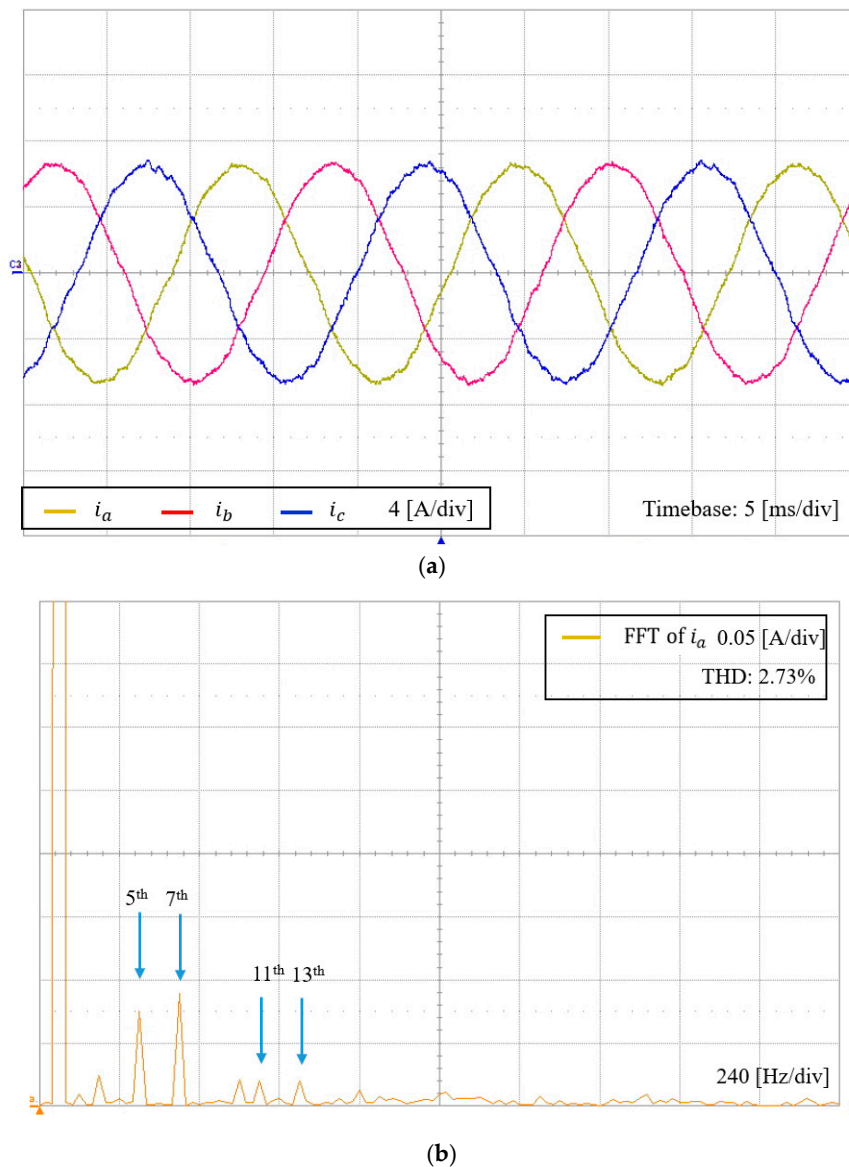 C3
i_a i_b i_c 4 [A/div]
Timebase: 5 [ms/div]
(a)
FFT of i_a 0.05 [A/div]
THD: 2.73%
5th 7th
11th 13th
240 [Hz/div]
(b)